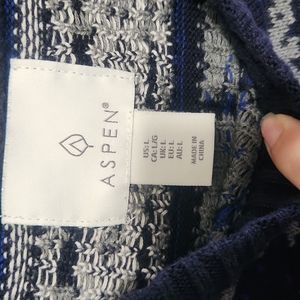 ASPEN®
US: L
CA: L/G
UK: L
EU: L
AU: L
MADE IN
CHINA